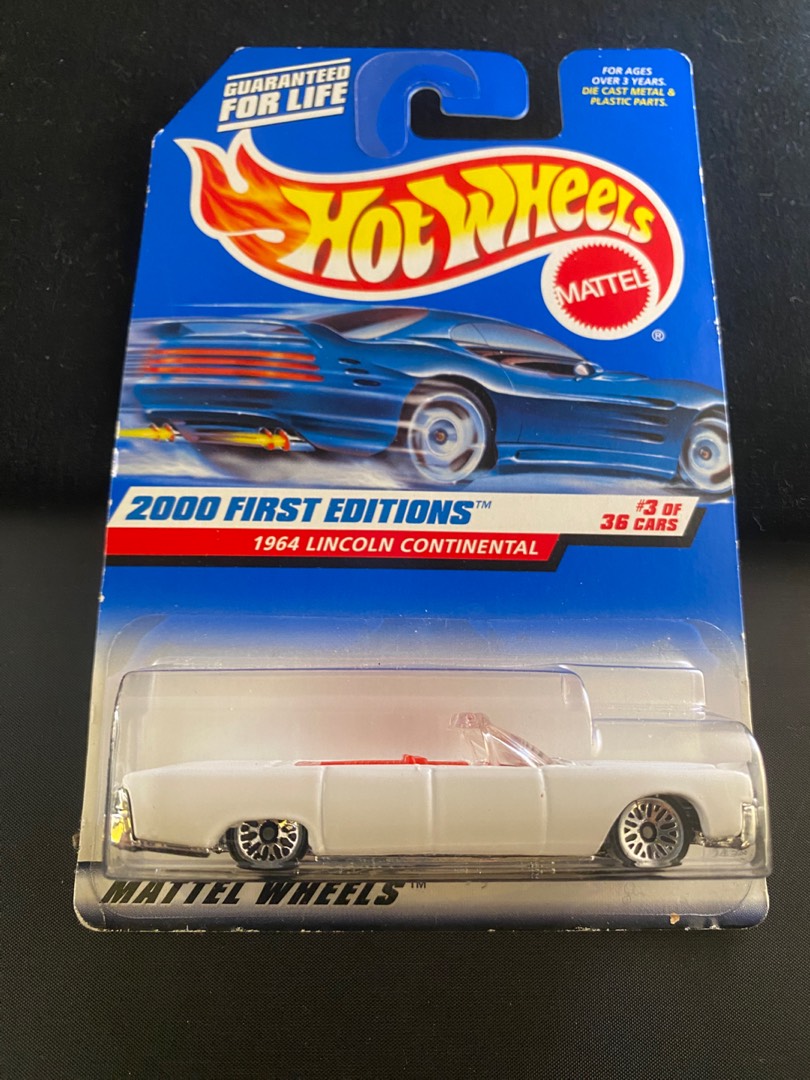 GUARANTEED
FOR LIFE
FOR AGES
OVER 3 YEARS.
DIE CAST METAL &
PLASTIC PARTS.
HOT WHEELS
MATTEL
®
2000 FIRST EDITIONS™
#3 OF
36 CARS
1964 LINCOLN CONTINENTAL
MATTEL WHEELS™